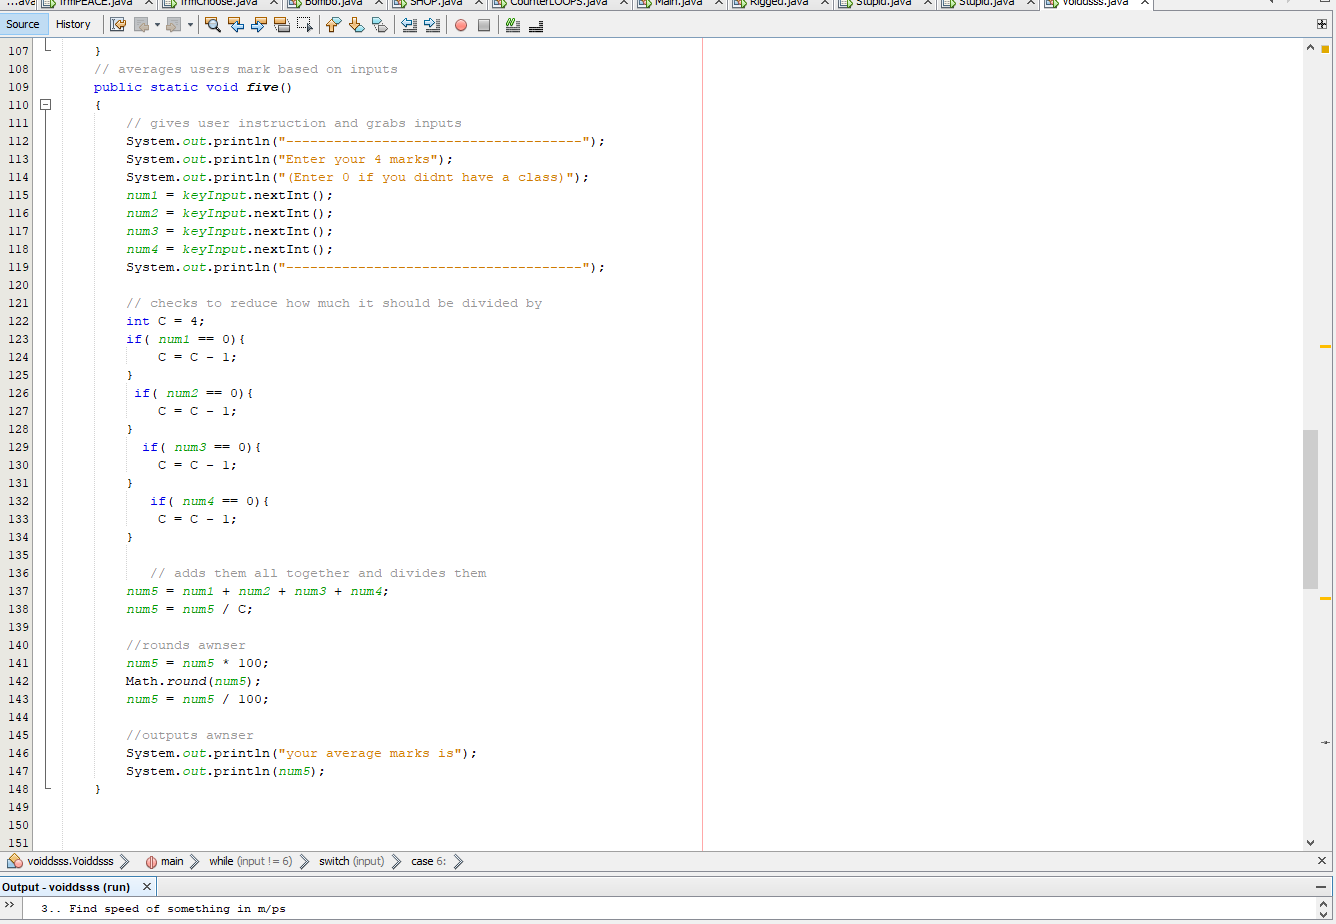 ...ava frmPEACE.java frmChoose.java Bombo.java SHOP.java CounterLOOPS.java Main.java Rigged.java Stupid.java Stupid.java Voiddsss.java
Source History
107 }
108 // averages users mark based on inputs
109 public static void five()
110 {
111 // gives user instruction and grabs inputs
112 System.out.println("-------------------------------------");
113 System.out.println("Enter your 4 marks");
114 System.out.println("(Enter 0 if you didnt have a class)");
115 num1 = keyInput.nextInt();
116 num2 = keyInput.nextInt();
117 num3 = keyInput.nextInt();
118 num4 = keyInput.nextInt();
119 System.out.println("-------------------------------------");
120
121 // checks to reduce how much it should be divided by
122 int C = 4;
123 if( num1 == 0){
124 C = C - 1;
125 }
126 if( num2 == 0){
127 C = C - 1;
128 }
129 if( num3 == 0){
130 C = C - 1;
131 }
132 if( num4 == 0){
133 C = C - 1;
134 }
135
136 // adds them all together and divides them
137 num5 = num1 + num2 + num3 + num4;
138 num5 = num5 / C;
139
140 //rounds awnser
141 num5 = num5 * 100;
142 Math.round(num5);
143 num5 = num5 / 100;
144
145 //outputs awnser
146 System.out.println("your average marks is");
147 System.out.println(num5);
148 }
149
150
151
voiddsss.Voiddsss main while (input != 6) switch (input) case 6:
Output - voiddsss (run)
3.. Find speed of something in m/ps